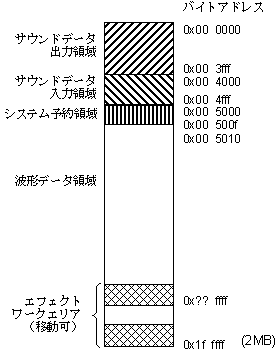 バイトアドレス
サウンドデータ
出力領域
0x00 0000
0x00 3fff
サウンドデータ
入力領域
0x00 4000
0x00 4fff
システム予約領域
0x00 5000
0x00 500f
0x00 5010
波形データ領域
エフェクト
ワークエリア
(移動可)
0x?? ffff
0x1f ffff
(2MB)